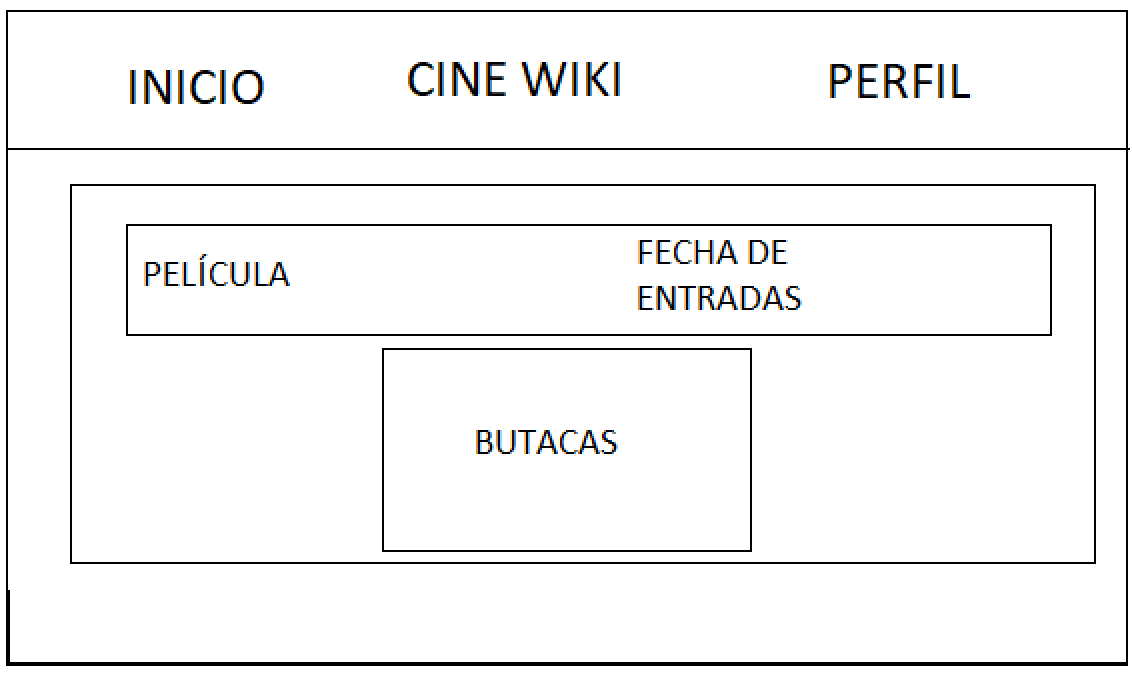 INICIO
CINE WIKI
PERFIL
PELÍCULA
FECHA DE
ENTRADAS
BUTACAS